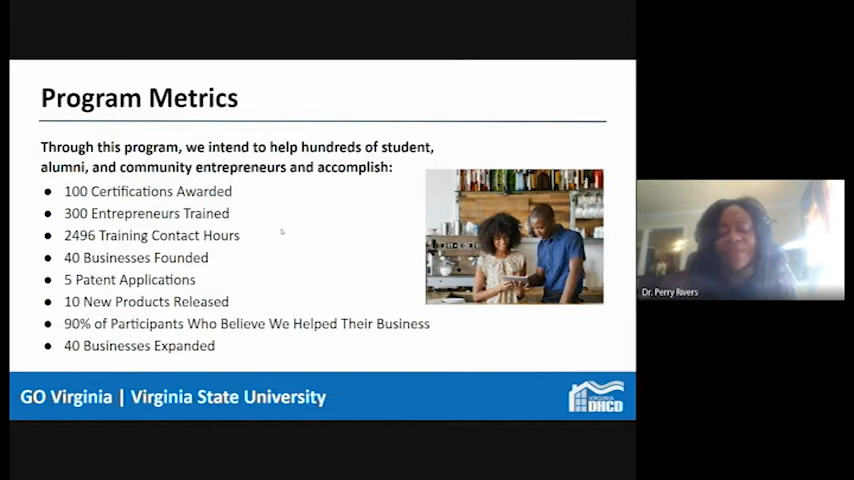 Program Metrics
Through this program, we intend to help hundreds of student,
alumni, and community entrepreneurs and accomplish:
● 100 Certifications Awarded
● 300 Entrepreneurs Trained
● 2496 Training Contact Hours
● 40 Businesses Founded
● 5 Patent Applications
● 10 New Products Released
● 90% of Participants Who Believe We Helped Their Business
● 40 Businesses Expanded
GO Virginia | Virginia State University
VIRGINIA
DHCD
Dr. Perry Rivers